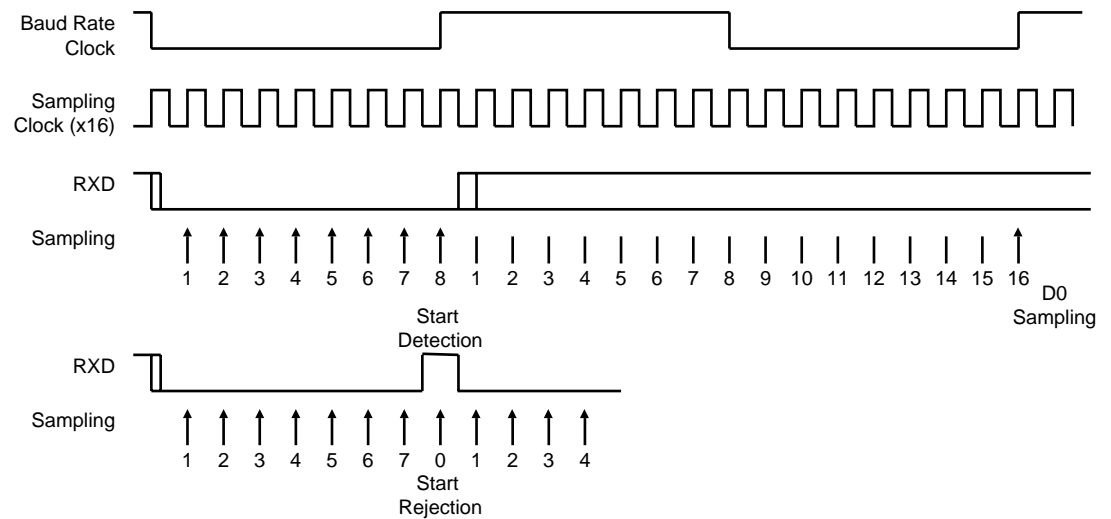 Baud Rate
Clock
Sampling
Clock (x16)
RXD
Sampling
1 2 3 4 5 6 7 8 1 2 3 4 5 6 7 8 9 10 11 12 13 14 15 16
D0
Sampling
Start
Detection
RXD
Sampling
1 2 3 4 5 6 7 0 1 2 3 4
Start
Rejection